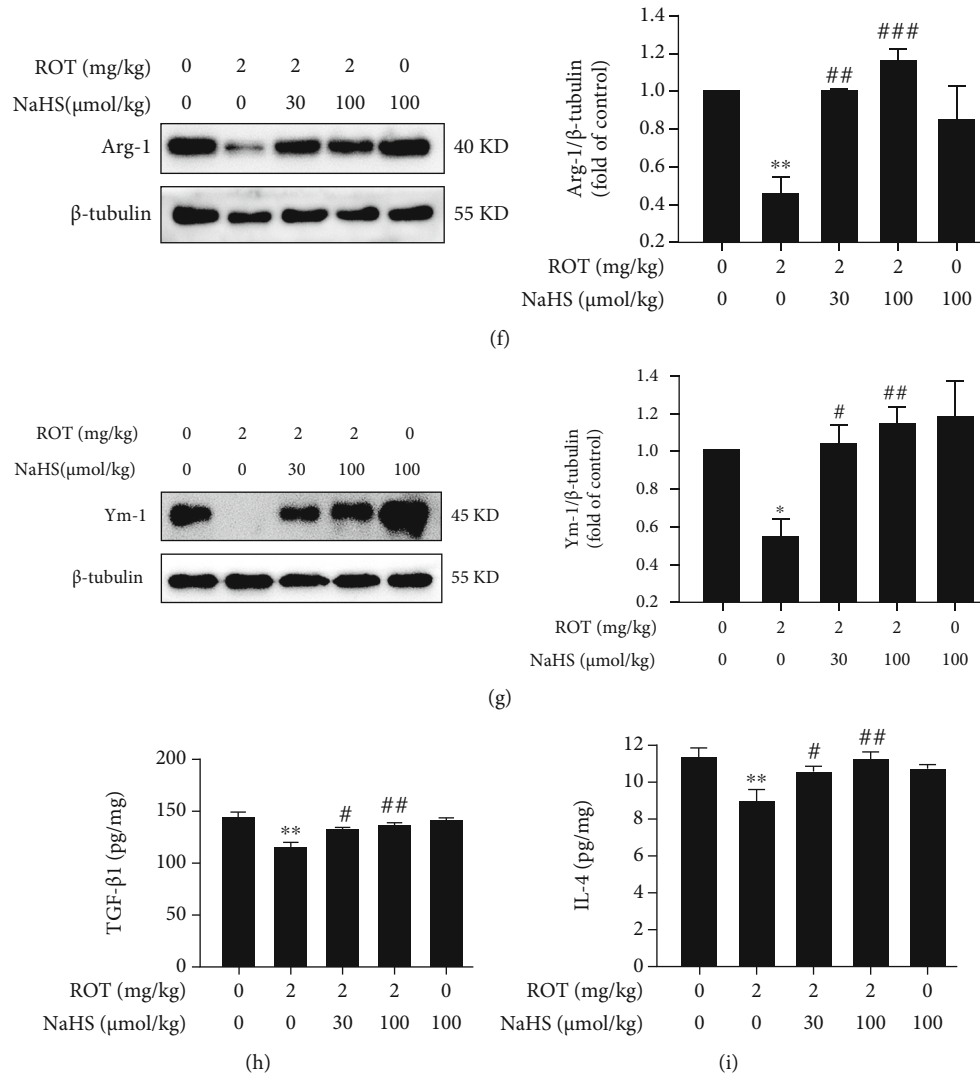 ROT (mg/kg) 0 2 2 2 0
NaHS(μmol/kg) 0 0 30 100 100
Arg-1 40 KD
β-tubulin 55 KD
Arg-1/β-tubulin
(fold of control)
1.4
1.2
1.0
0.8
0.6
0.4
0.2
** ## ###
ROT (mg/kg) 0 2 2 2 0
NaHS (μmol/kg) 0 0 30 100 100
(f)
ROT (mg/kg) 0 2 2 2 0
NaHS(μmol/kg) 0 0 30 100 100
Ym-1 45 KD
β-tubulin 55 KD
Ym-1/β-tubulin
(fold of control)
1.4
1.2
1.0
0.8
0.6
0.4
0.2
* # ##
ROT (mg/kg) 0 2 2 2 0
NaHS (μmol/kg) 0 0 30 100 100
(g)
TGF-β1 (pg/mg)
200
150
100
50
0
** # ##
ROT (mg/kg) 0 2 2 2 0
NaHS (μmol/kg) 0 0 30 100 100
(h)
IL-4 (pg/mg)
12
10
8
6
4
2
0
** # ##
ROT (mg/kg) 0 2 2 2 0
NaHS (μmol/kg) 0 0 30 100 100
(i)